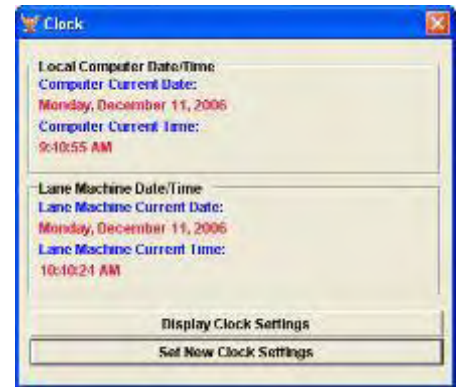 Clock
Local Computer Date/Time
Computer Current Date:
Monday, December 11, 2006
Computer Current Time:
9:40:55 AM
Lane Machine Date/Time
Lane Machine Current Date:
Monday, December 11, 2006
Lane Machine Current Time:
10:40:24 AM
Display Clock Settings
Set New Clock Settings